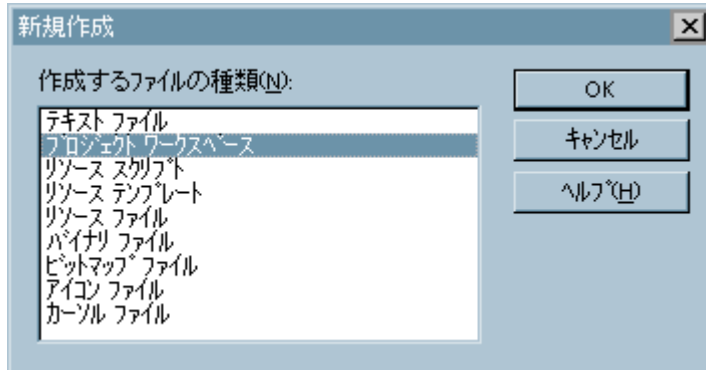 新規作成
作成するファイルの種類(N):
テキスト ファイル
プロジェクト ワークスペース
リソース スクリプト
リソース テンプレート
リソース ファイル
バイナリ ファイル
ビットマップ ファイル
アイコン ファイル
カーソル ファイル
OK
キャンセル
ヘルプ(H)